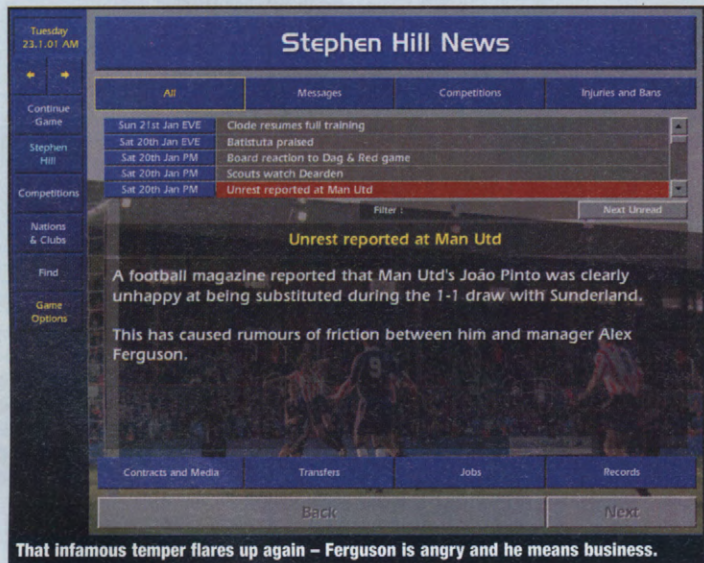 Tuesday
23.1.01 AM
Stephen Hill News
Continue
Game
Stephen
Hill
Competitions
Nations
& Clubs
Find
Game
Options
All Messages Competitions Injuries and Bans
Sun 21st Jan EVE Clode resumes full training
Sat 20th Jan EVE Batistuta praised
Sat 20th Jan PM Board reaction to Dag & Red game
Sat 20th Jan PM Scouts watch Dearden
Sat 20th Jan PM Unrest reported at Man Utd
Filter : Next Unread
Unrest reported at Man Utd
A football magazine reported that Man Utd's João Pinto was clearly
unhappy at being substituted during the 1-1 draw with Sunderland.
This has caused rumours of friction between him and manager Alex
Ferguson.
9
Contracts and Media Transfers Jobs Records
Back Next
That infamous temper flares up again – Ferguson is angry and he means business.